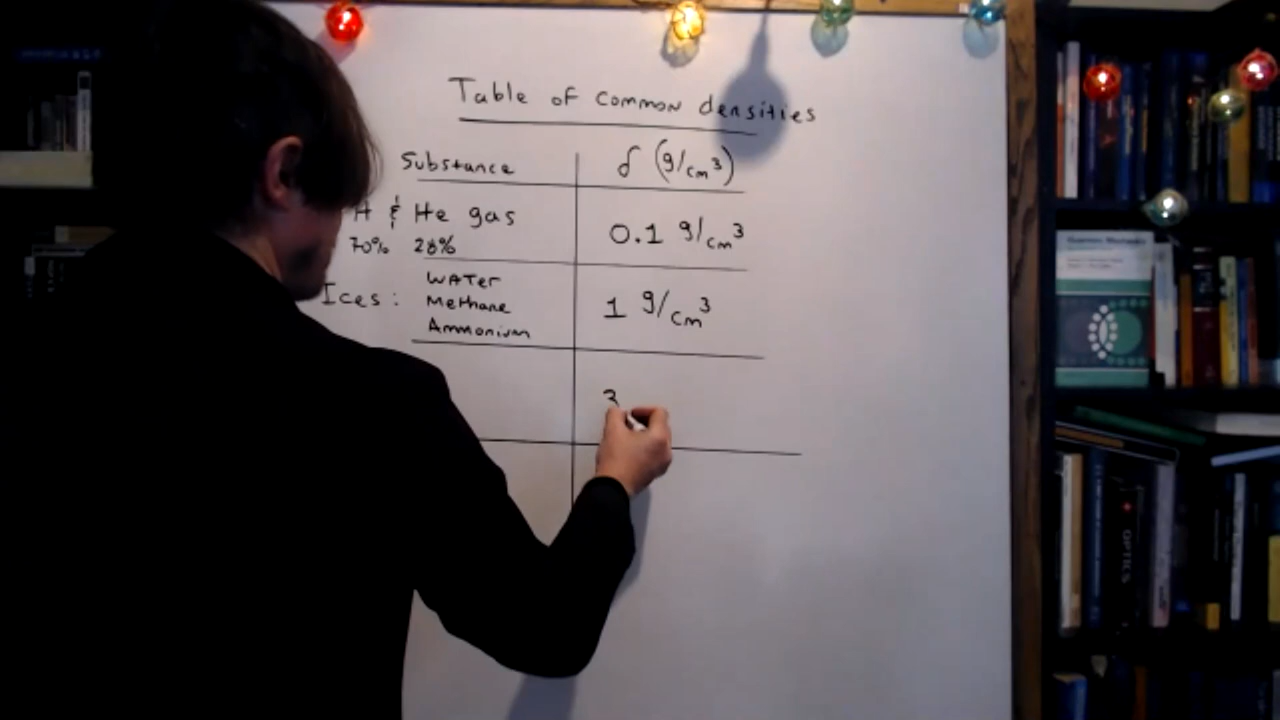 Table of common densities
Substance δ (g/cm³)
H & He gas 0.1 g/cm³
70% 28%
Ices: Water 1 g/cm³
Methane
Ammonium
3
OPTICS